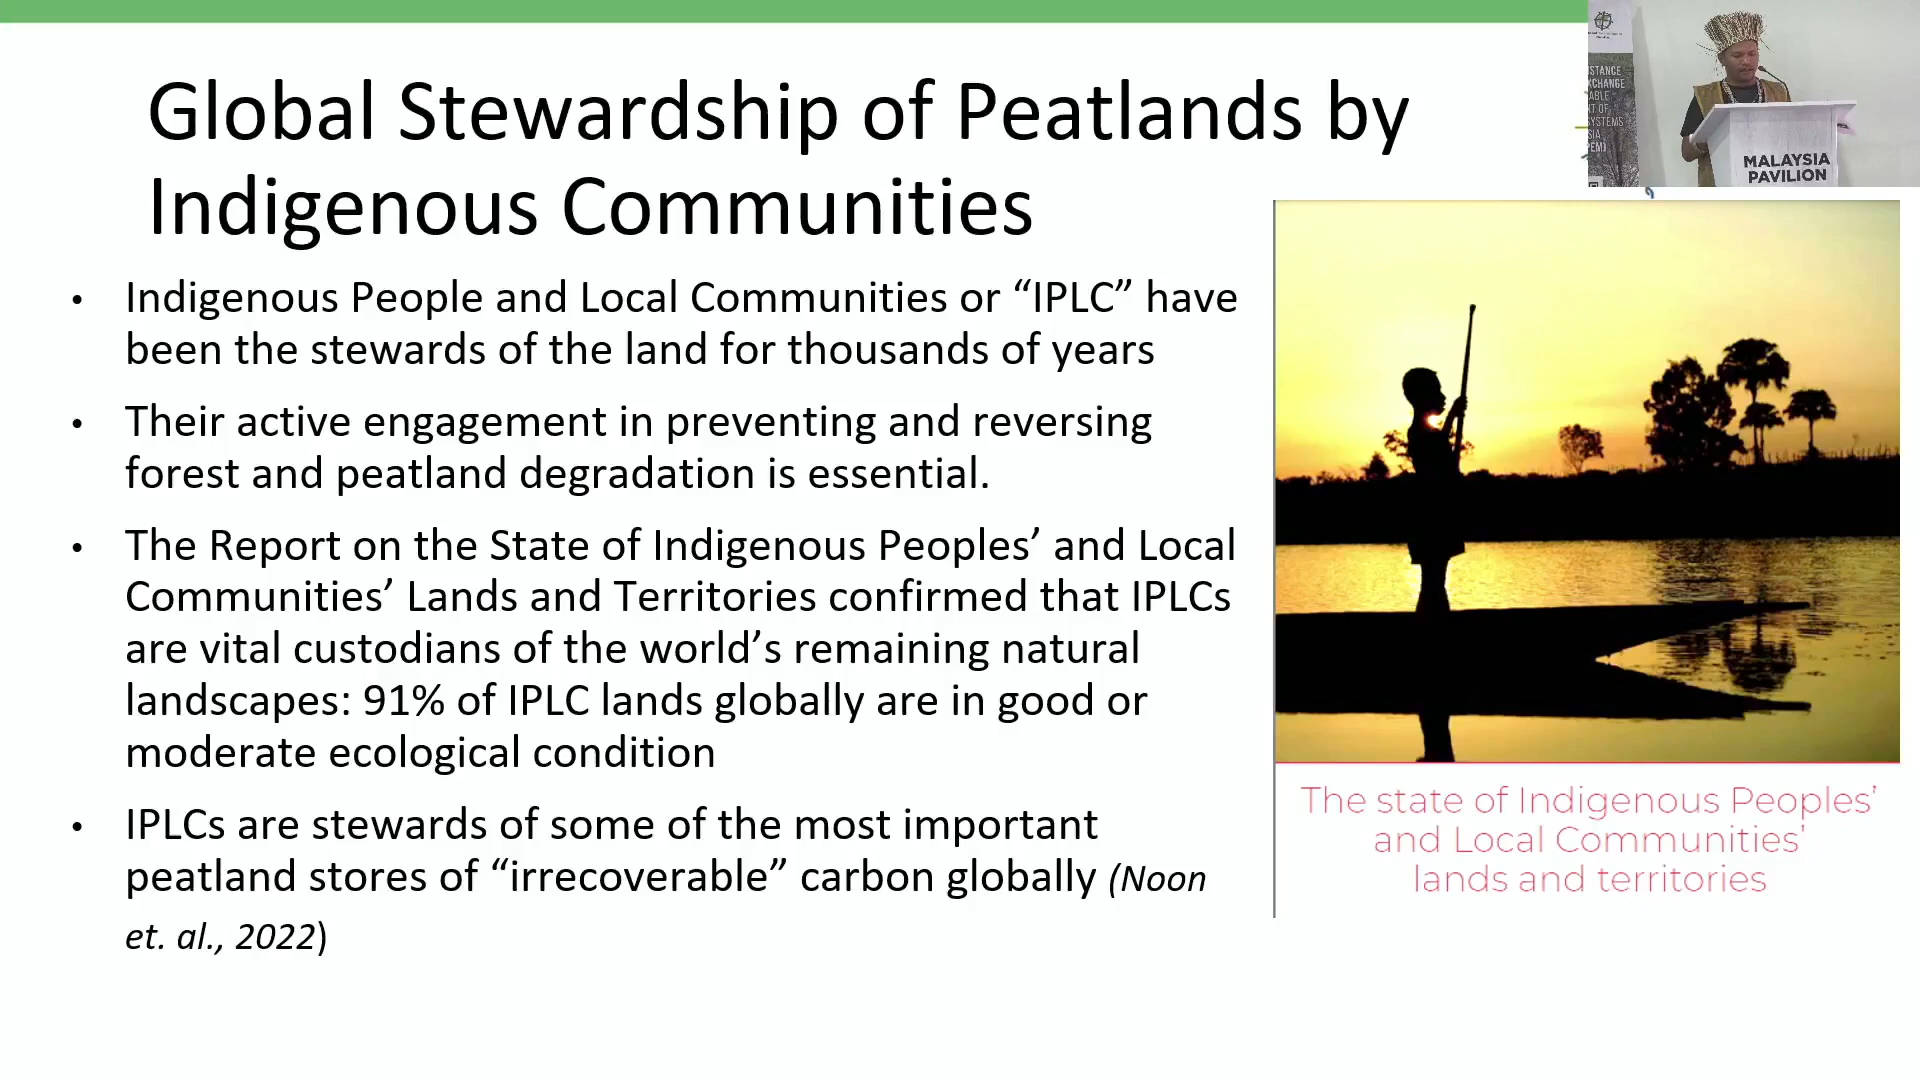 Global Stewardship of Peatlands by
Indigenous Communities
• Indigenous People and Local Communities or “IPLC” have
been the stewards of the land for thousands of years
• Their active engagement in preventing and reversing
forest and peatland degradation is essential.
• The Report on the State of Indigenous Peoples’ and Local
Communities’ Lands and Territories confirmed that IPLCs
are vital custodians of the world’s remaining natural
landscapes: 91% of IPLC lands globally are in good or
moderate ecological condition
• IPLCs are stewards of some of the most important
peatland stores of “irrecoverable” carbon globally (Noon
et. al., 2022)
MALAYSIA
PAVILION
The state of Indigenous Peoples’
and Local Communities’
lands and territories